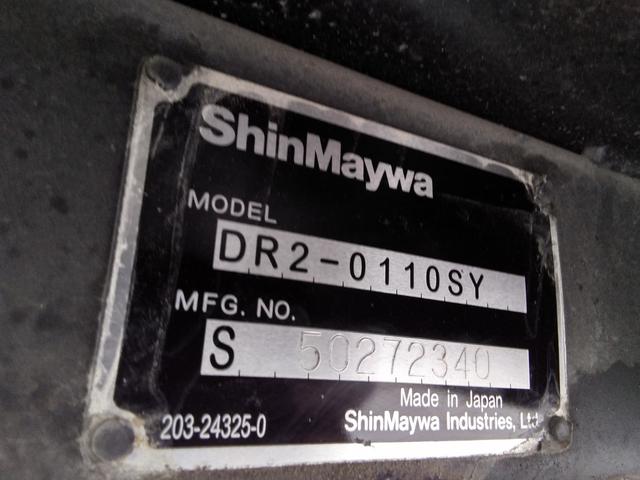 ShinMaywa
MODEL
DR2-0110SY
MFG. NO.
S 50272340
Made in Japan
203-24325-0
ShinMaywa Industries, Ltd